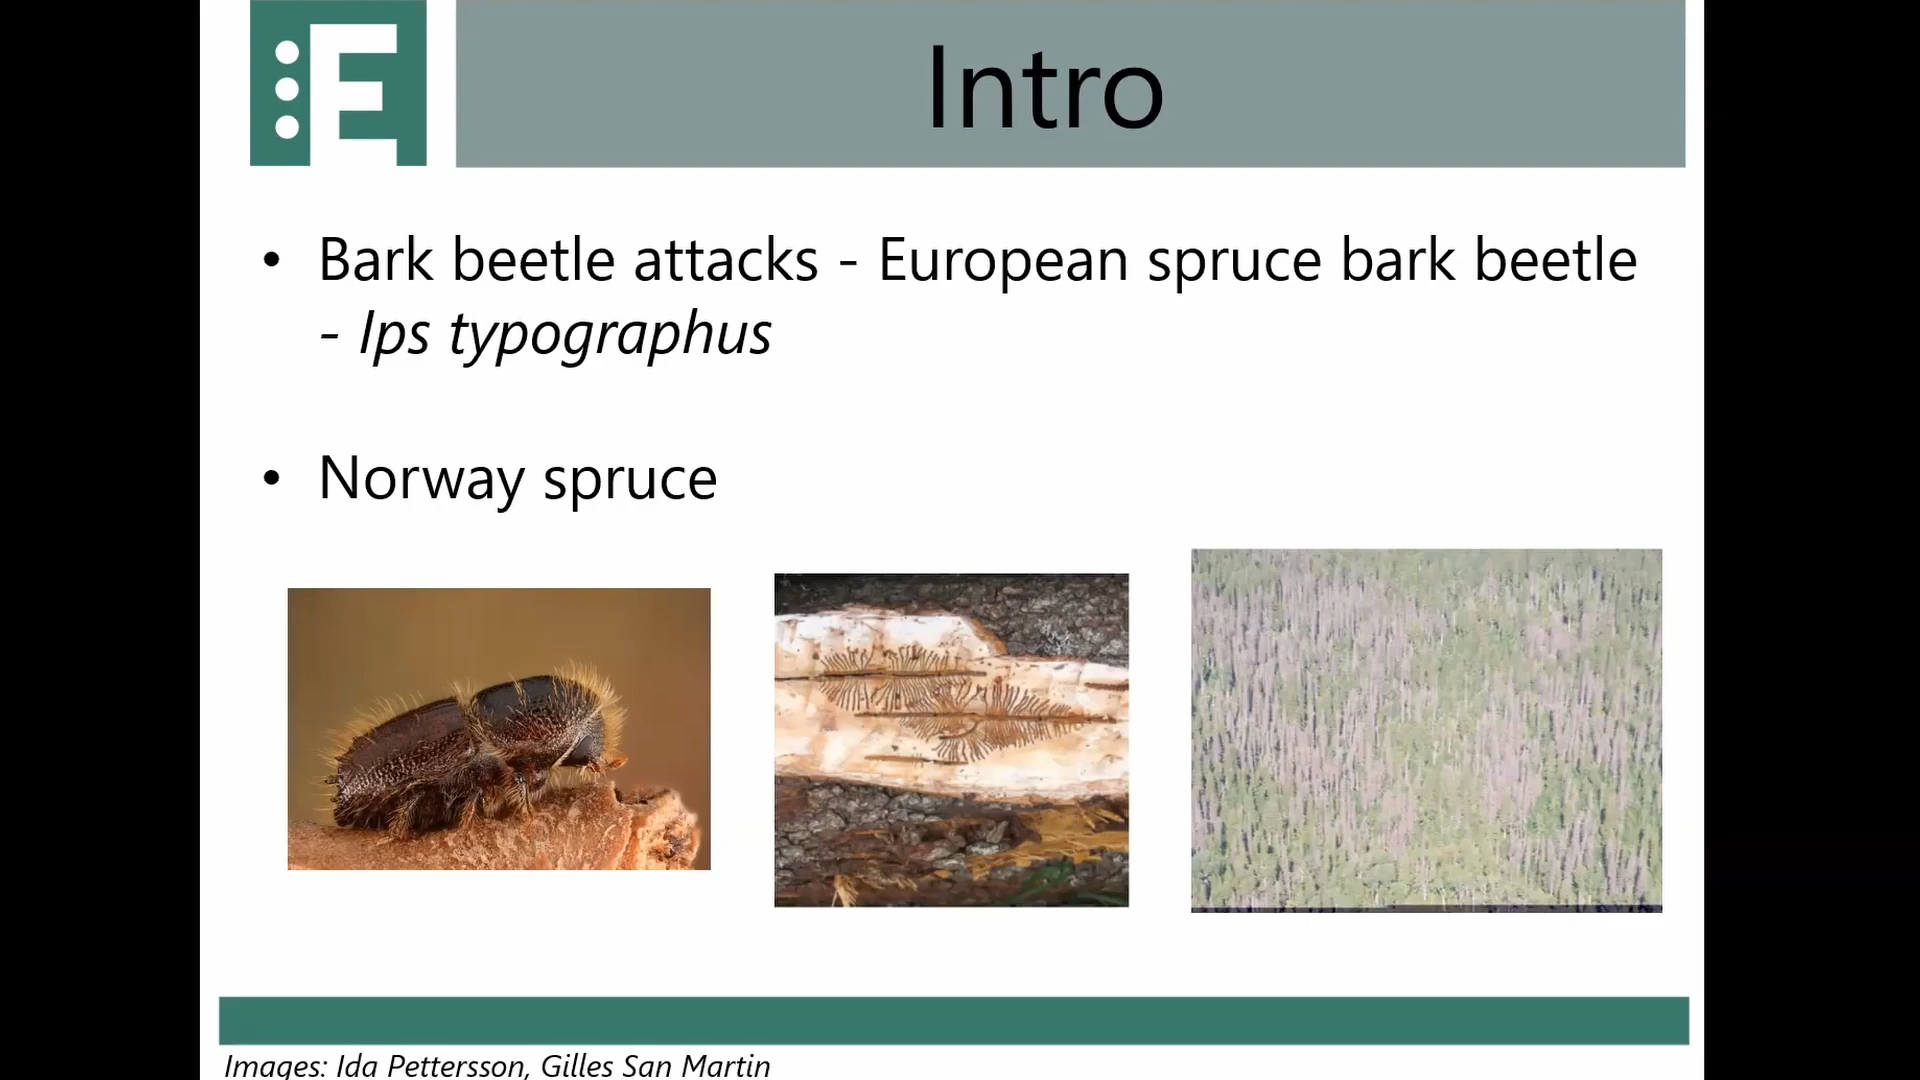 E
Intro
• Bark beetle attacks - European spruce bark beetle
- Ips typographus
• Norway spruce
Images: Ida Pettersson, Gilles San Martin